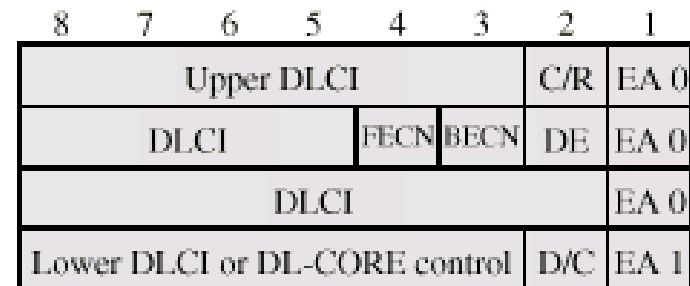 8 7 6 5 4 3 2 1
Upper DLCI C/R EA 0
DLCI FECN BECN DE EA 0
DLCI EA 0
Lower DLCI or DL-CORE control D/C EA 1